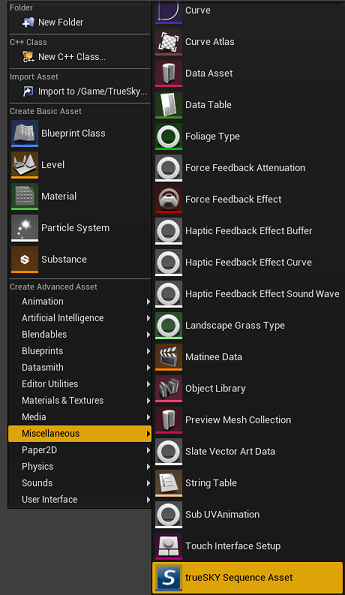 Folder
New Folder
C++ Class
New C++ Class...
Import Asset
Import to /Game/TrueSky...
Create Basic Asset
Blueprint Class
Level
Material
Particle System
Substance
Create Advanced Asset
Animation
Artificial Intelligence
Blendables
Blueprints
Datasmith
Editor Utilities
Materials & Textures
Media
Miscellaneous
Paper2D
Physics
Sounds
User Interface
Curve
Curve Atlas
Data Asset
Data Table
Foliage Type
Force Feedback Attenuation
Force Feedback Effect
Haptic Feedback Effect Buffer
Haptic Feedback Effect Curve
Haptic Feedback Effect Sound Wave
Landscape Grass Type
Matinee Data
Object Library
Preview Mesh Collection
Slate Vector Art Data
String Table
Sub UVAnimation
Touch Interface Setup
trueSKY Sequence Asset